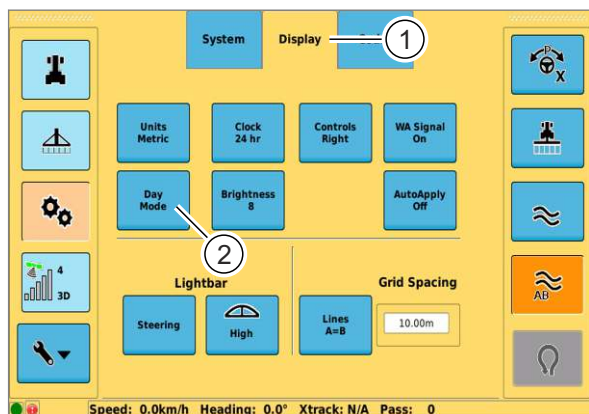 System
Display
1
Units
Metric
Clock
24 hr
Controls
Right
WA Signal
On
Day
Mode
Brightness
8
AutoApply
Off
2
Lightbar
Grid Spacing
Steering
High
Lines
A=B
10.00m
4
3D
P
X
AB
Speed: 0.0km/h Heading: 0.0° Xtrack: N/A Pass: 0